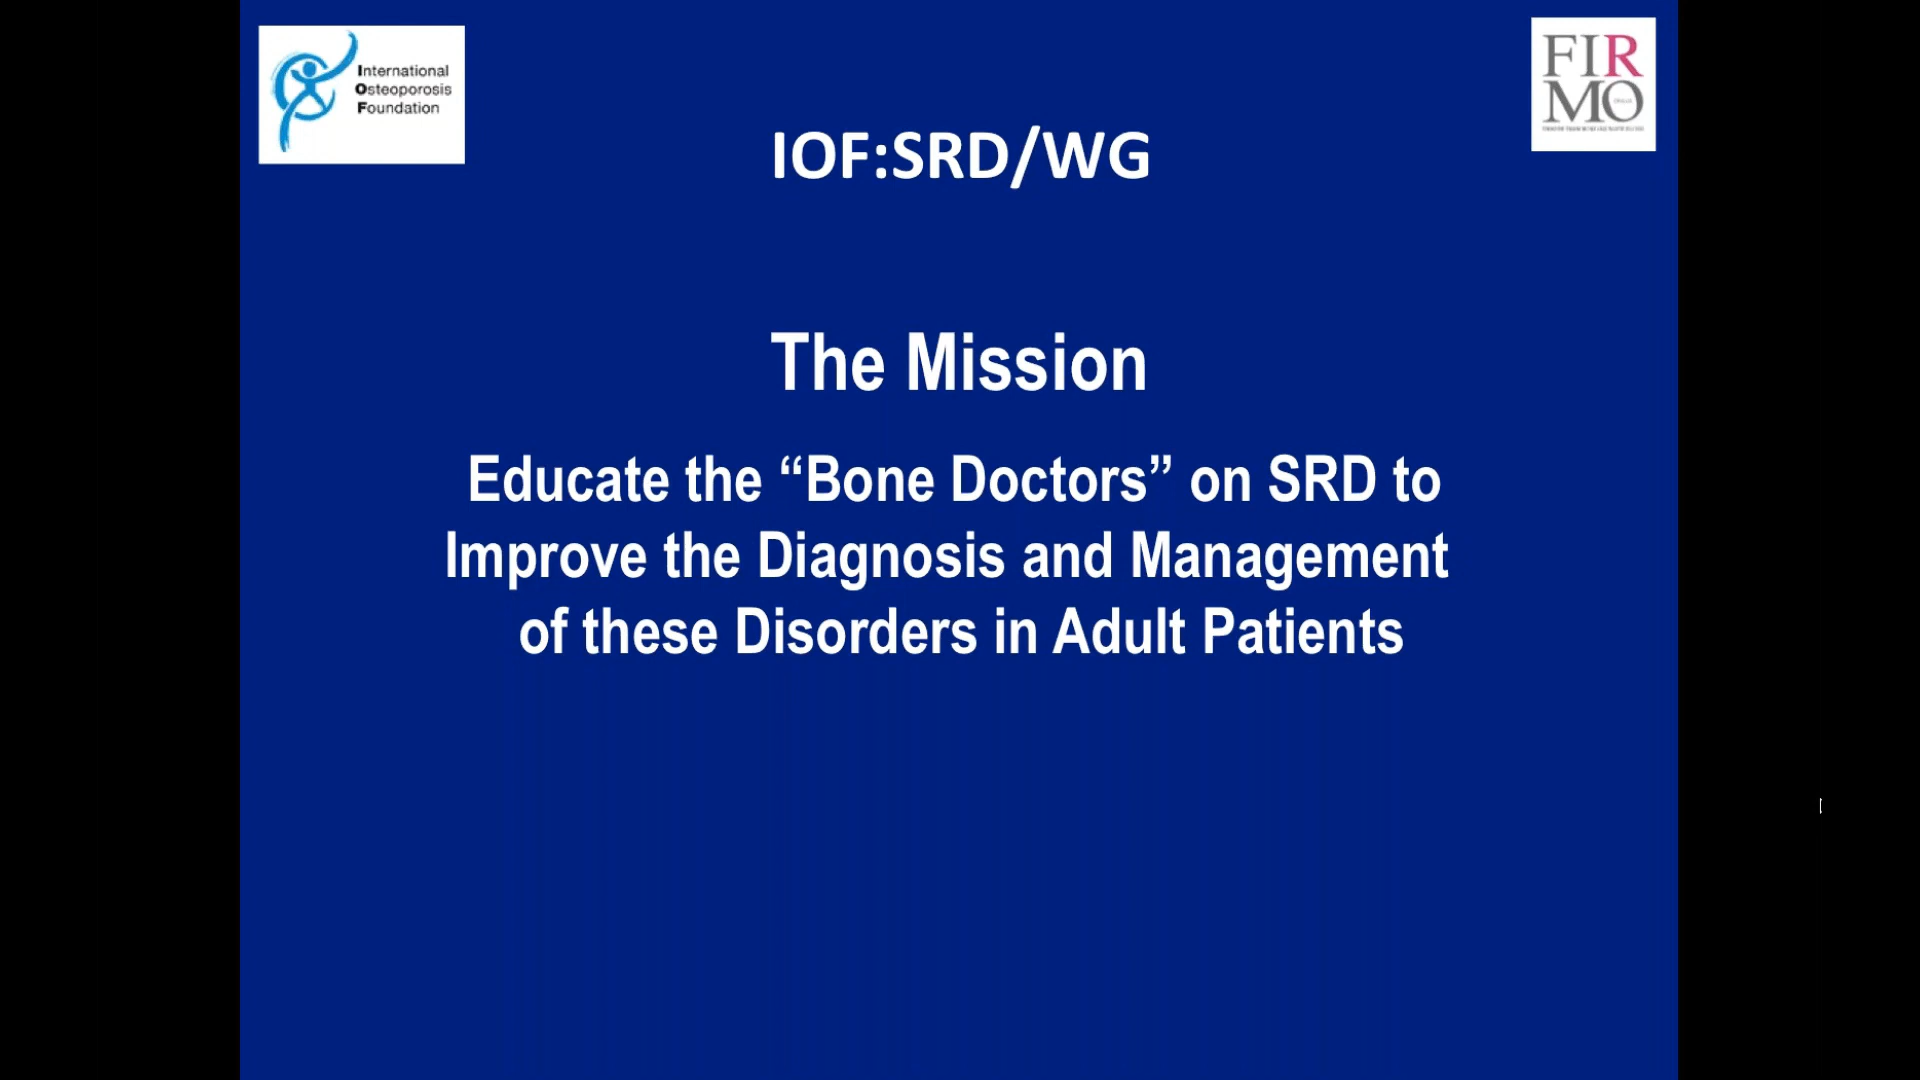 International
Osteoporosis
Foundation
FIR
MO
IOF:SRD/WG
The Mission
Educate the “Bone Doctors” on SRD to
Improve the Diagnosis and Management
of these Disorders in Adult Patients